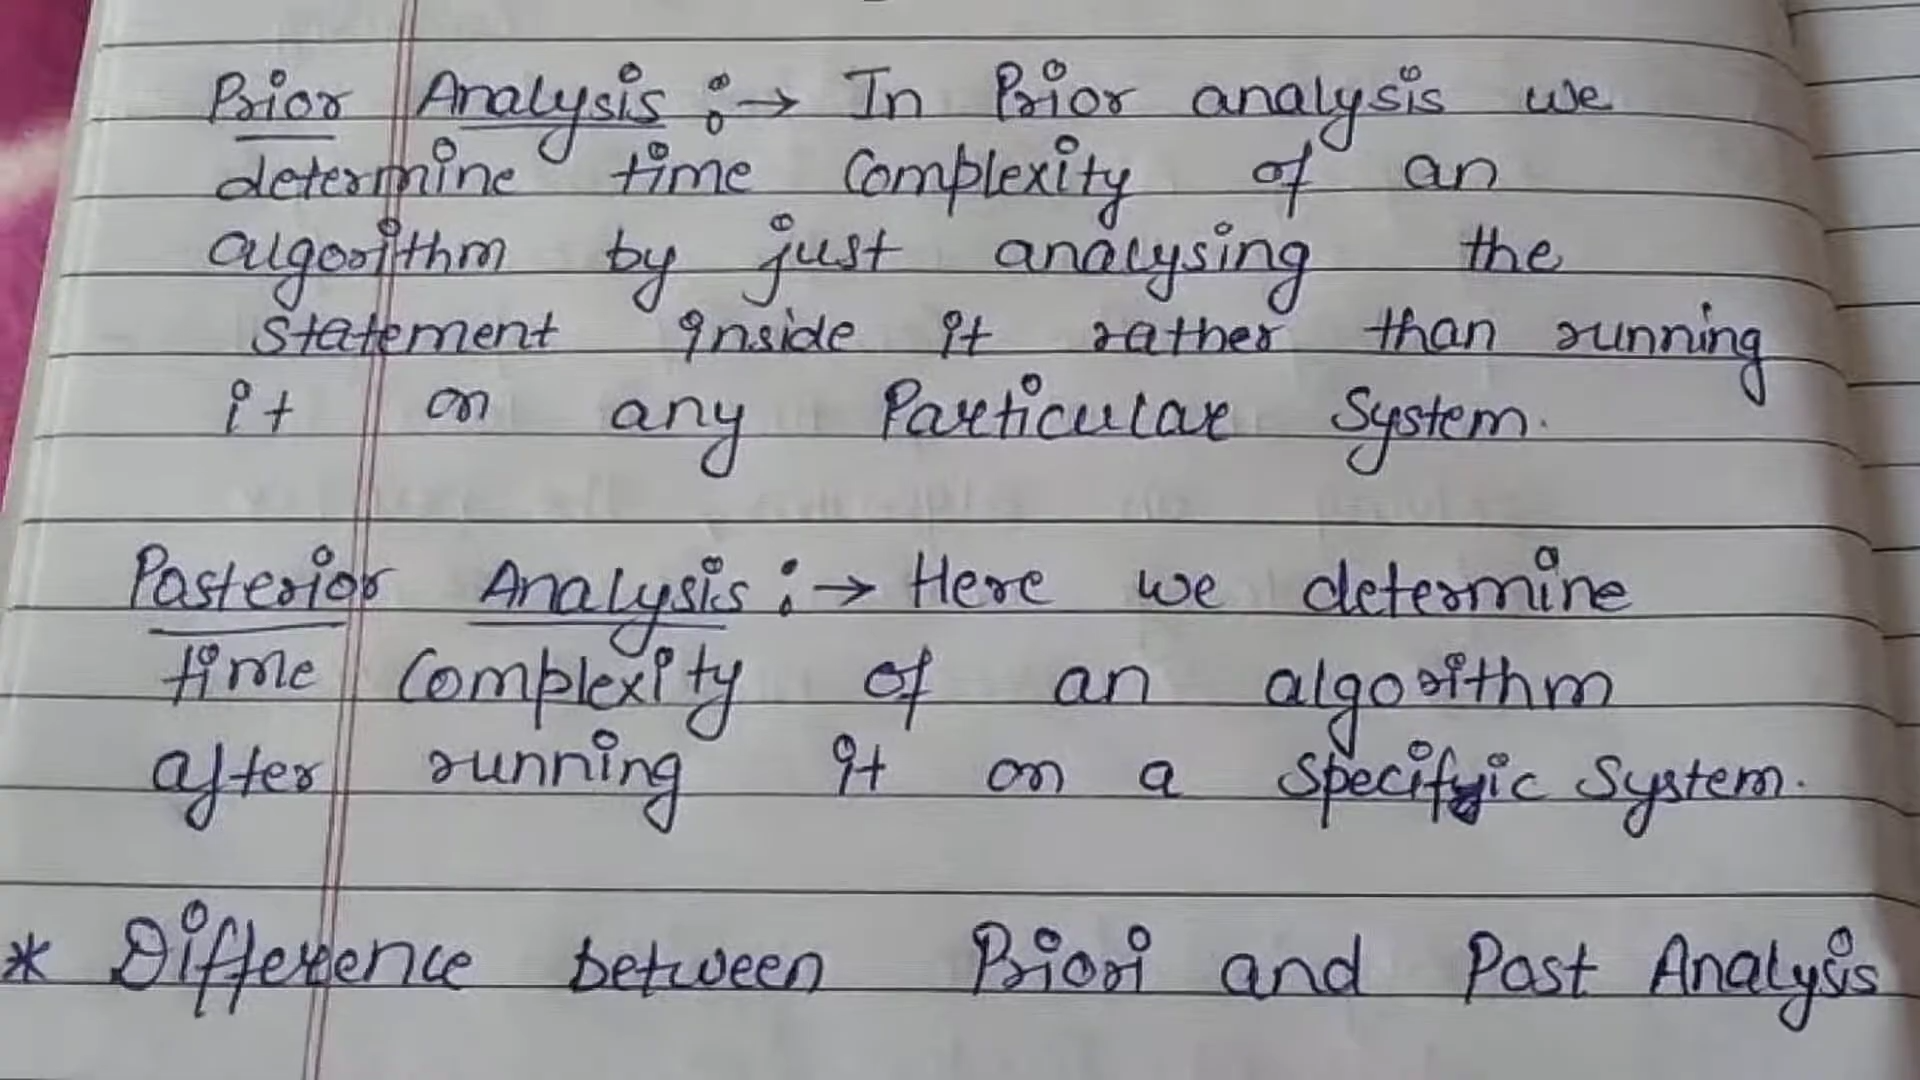 Prior Analysis :→ In Prior analysis we
determine time Complexity of an
algorithm by just analysing the
Statement inside it rather than running
it on any Particular System.
Pasterior Analysis :→ Here we determine
time Complexity of an algorithm
after running it on a Specifyic System.
* Difference between Priori and Past Analysis